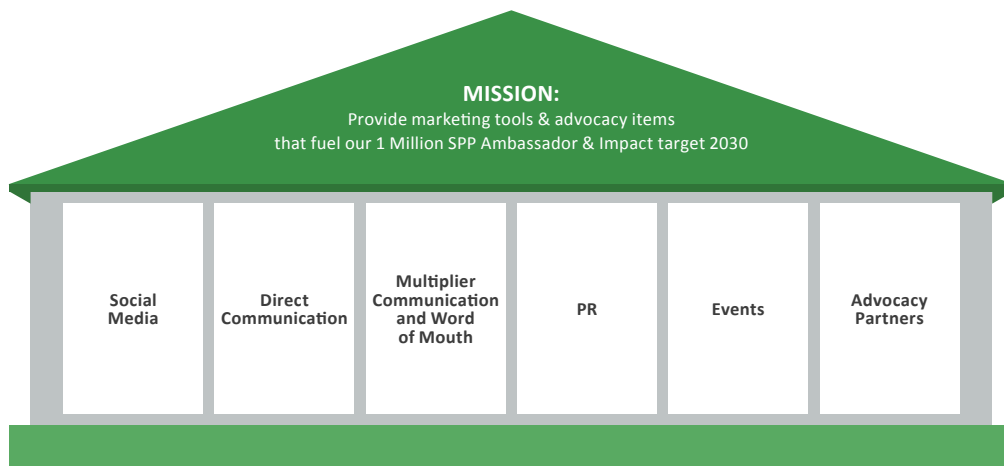 MISSION:
Provide marketing tools & advocacy items
that fuel our 1 Million SPP Ambassador & Impact target 2030
Social
Media
Direct
Communication
Multiplier
Communication
and Word
of Mouth
PR
Events
Advocacy
Partners